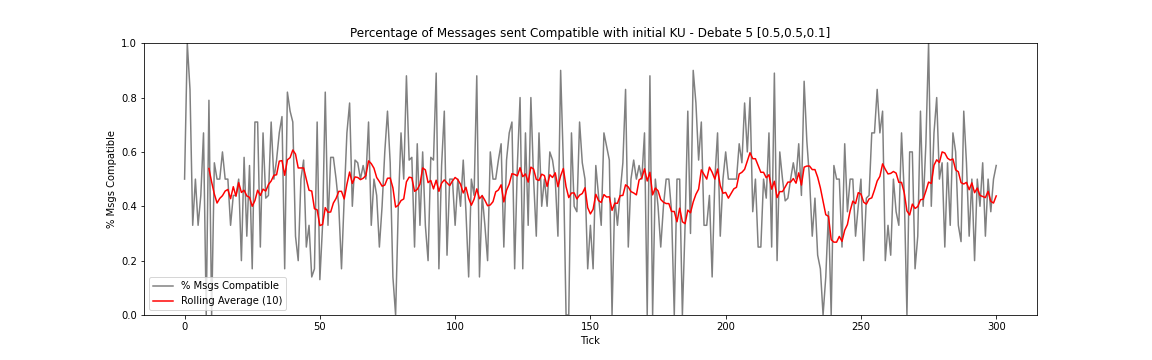 Percentage of Messages sent Compatible with initial KU - Debate 5 [0.5,0.5,0.1]
1.0
0.8
0.6
0.4
0.2
0.0
% Msgs Compatible
% Msgs Compatible
Rolling Average (10)
0 50 100 150 200 250 300
Tick